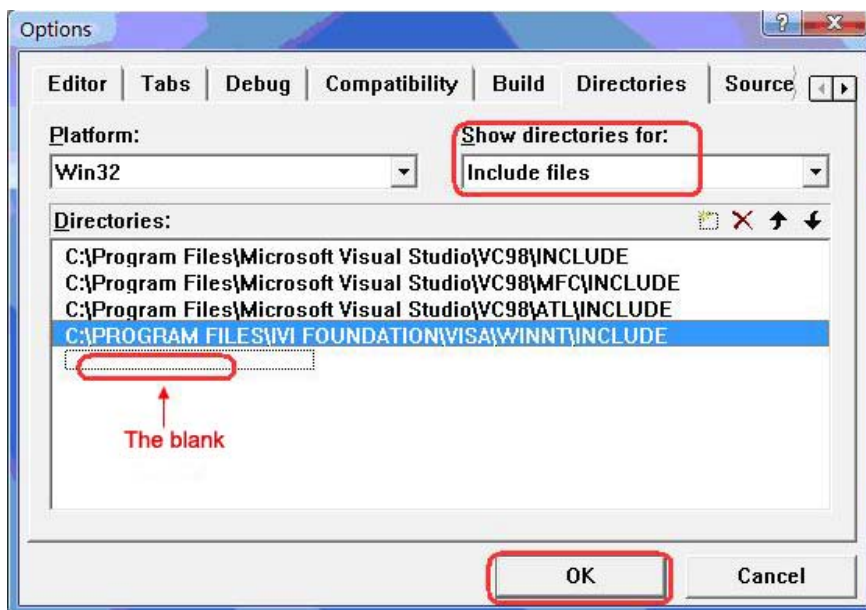 Options
Editor Tabs Debug Compatibility Build Directories Source
Platform: Show directories for:
Win32 Include files
Directories:
C:\Program Files\Microsoft Visual Studio\VC98\INCLUDE
C:\Program Files\Microsoft Visual Studio\VC98\MFC\INCLUDE
C:\Program Files\Microsoft Visual Studio\VC98\ATL\INCLUDE
C:\PROGRAM FILES\IVI FOUNDATION\VISA\WINNT\INCLUDE
The blank
OK Cancel